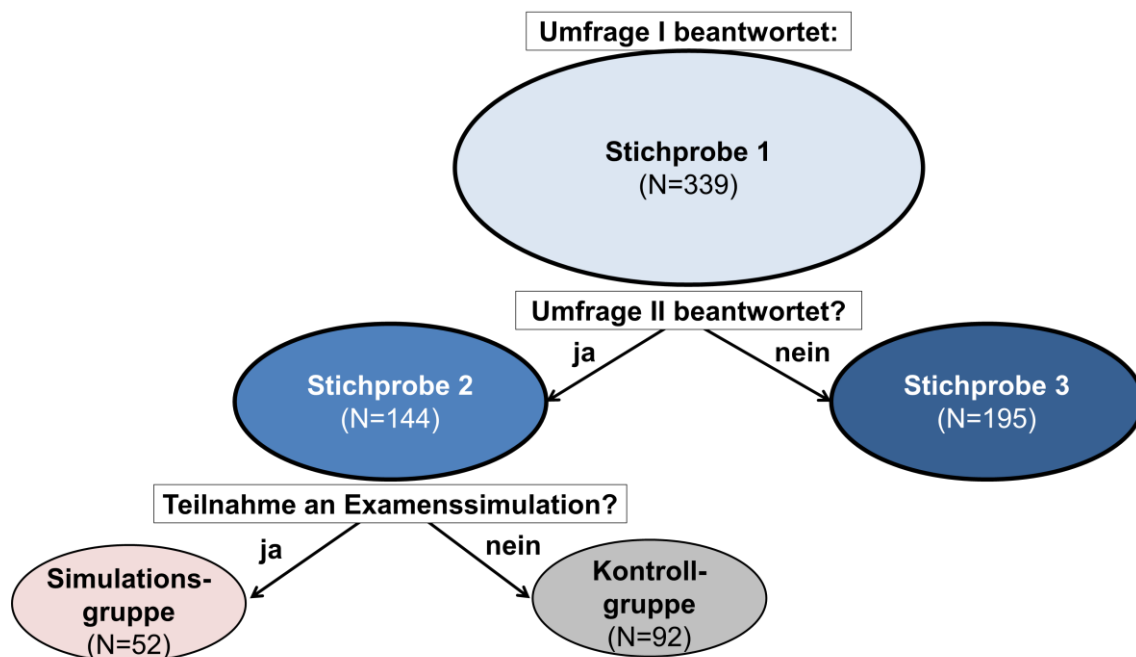 Umfrage I beantwortet:
Stichprobe 1
(N=339)
Umfrage II beantwortet?
ja
nein
Stichprobe 2
(N=144)
Stichprobe 3
(N=195)
Teilnahme an Examenssimulation?
ja
nein
Simulations-
gruppe
(N=52)
Kontroll-
gruppe
(N=92)